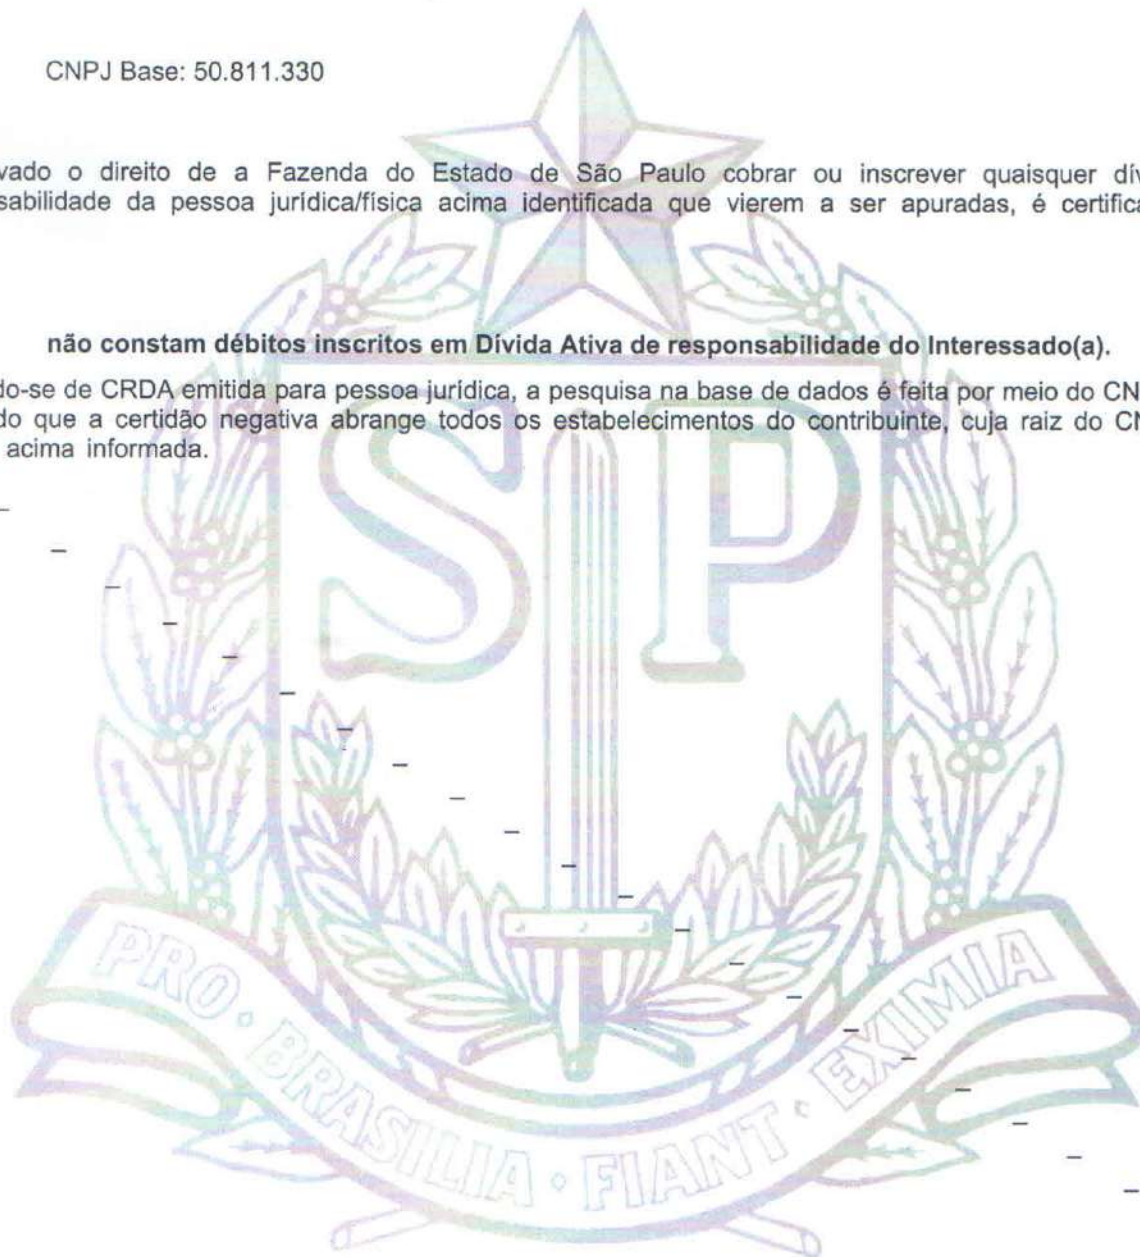 CNPJ Base: 50.811.330
vado o direito de a Fazenda do Estado de São Paulo cobrar ou inscrever quaisquer dív
sabilidade da pessoa jurídica/física acima identificada que vierem a ser apuradas, é certifica
não constam débitos inscritos em Dívida Ativa de responsabilidade do Interessado(a).
do-se de CRDA emitida para pessoa jurídica, a pesquisa na base de dados é feita por meio do CN
do que a certidão negativa abrange todos os estabelecimentos do contribuinte, cuja raiz do CN
acima informada.
SP
PRO · BRASILIA · FIANT · EXIMIA